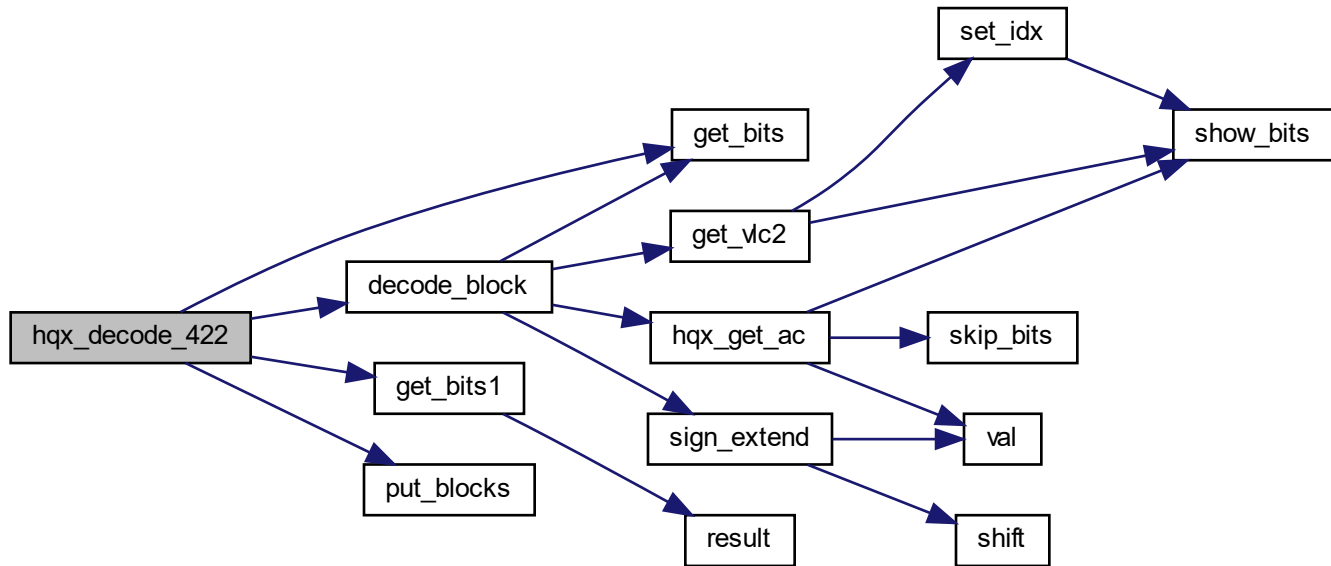 set_idx
get_bits
show_bits
get_vlc2
decode_block
hqx_decode_422
hqx_get_ac
skip_bits
get_bits1
sign_extend
val
put_blocks
result
shift